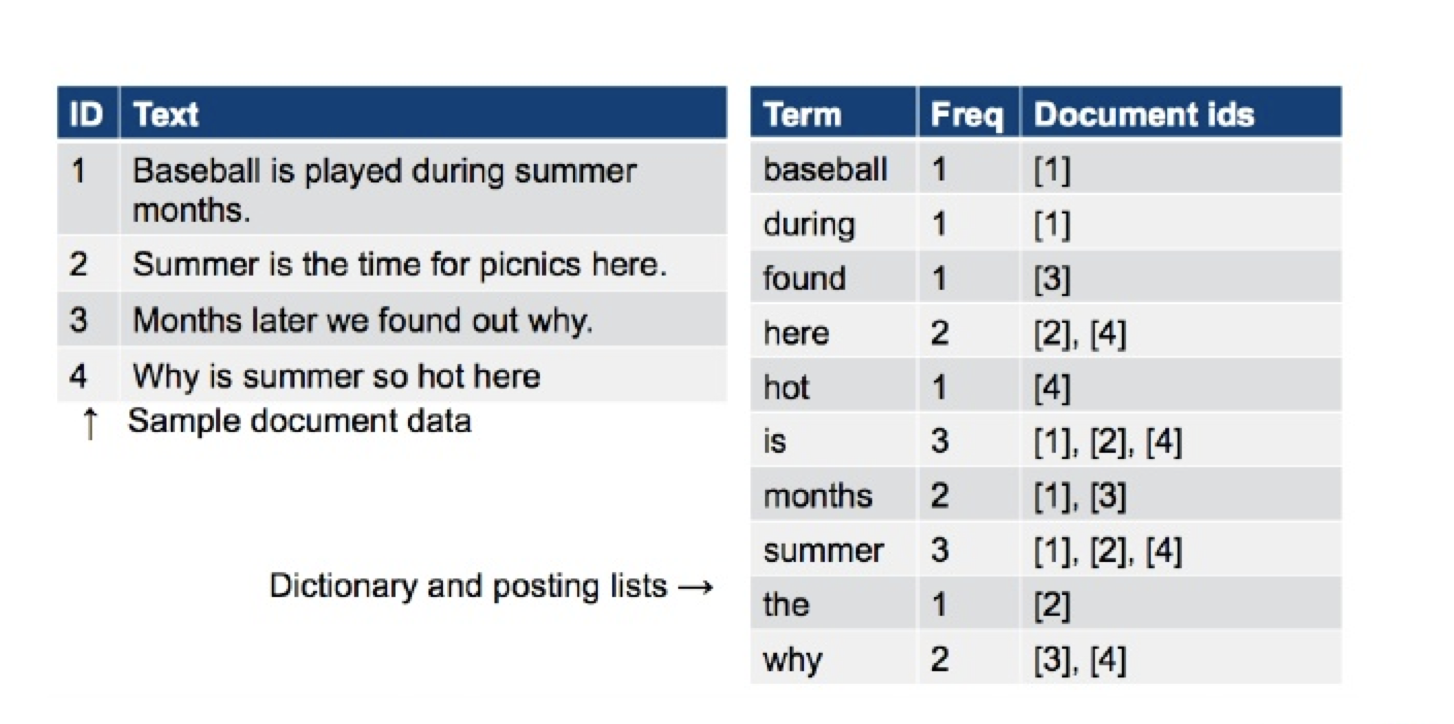 ID Text
1 Baseball is played during summer
months.
2 Summer is the time for picnics here.
3 Months later we found out why.
4 Why is summer so hot here
↑ Sample document data
Dictionary and posting lists →
Term Freq Document ids
baseball 1 [1]
during 1 [1]
found 1 [3]
here 2 [2], [4]
hot 1 [4]
is 3 [1], [2], [4]
months 2 [1], [3]
summer 3 [1], [2], [4]
the 1 [2]
why 2 [3], [4]